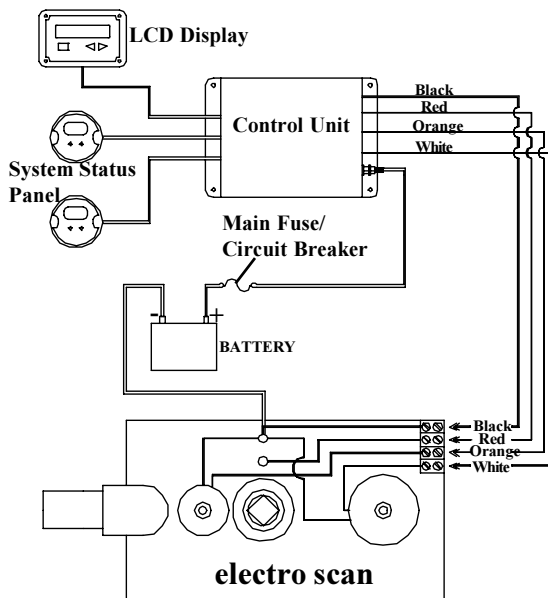 LCD Display
Control Unit
Black
Red
Orange
White
System Status
Panel
Main Fuse/
Circuit Breaker
- +
BATTERY
Black
Red
Orange
White
electro scan